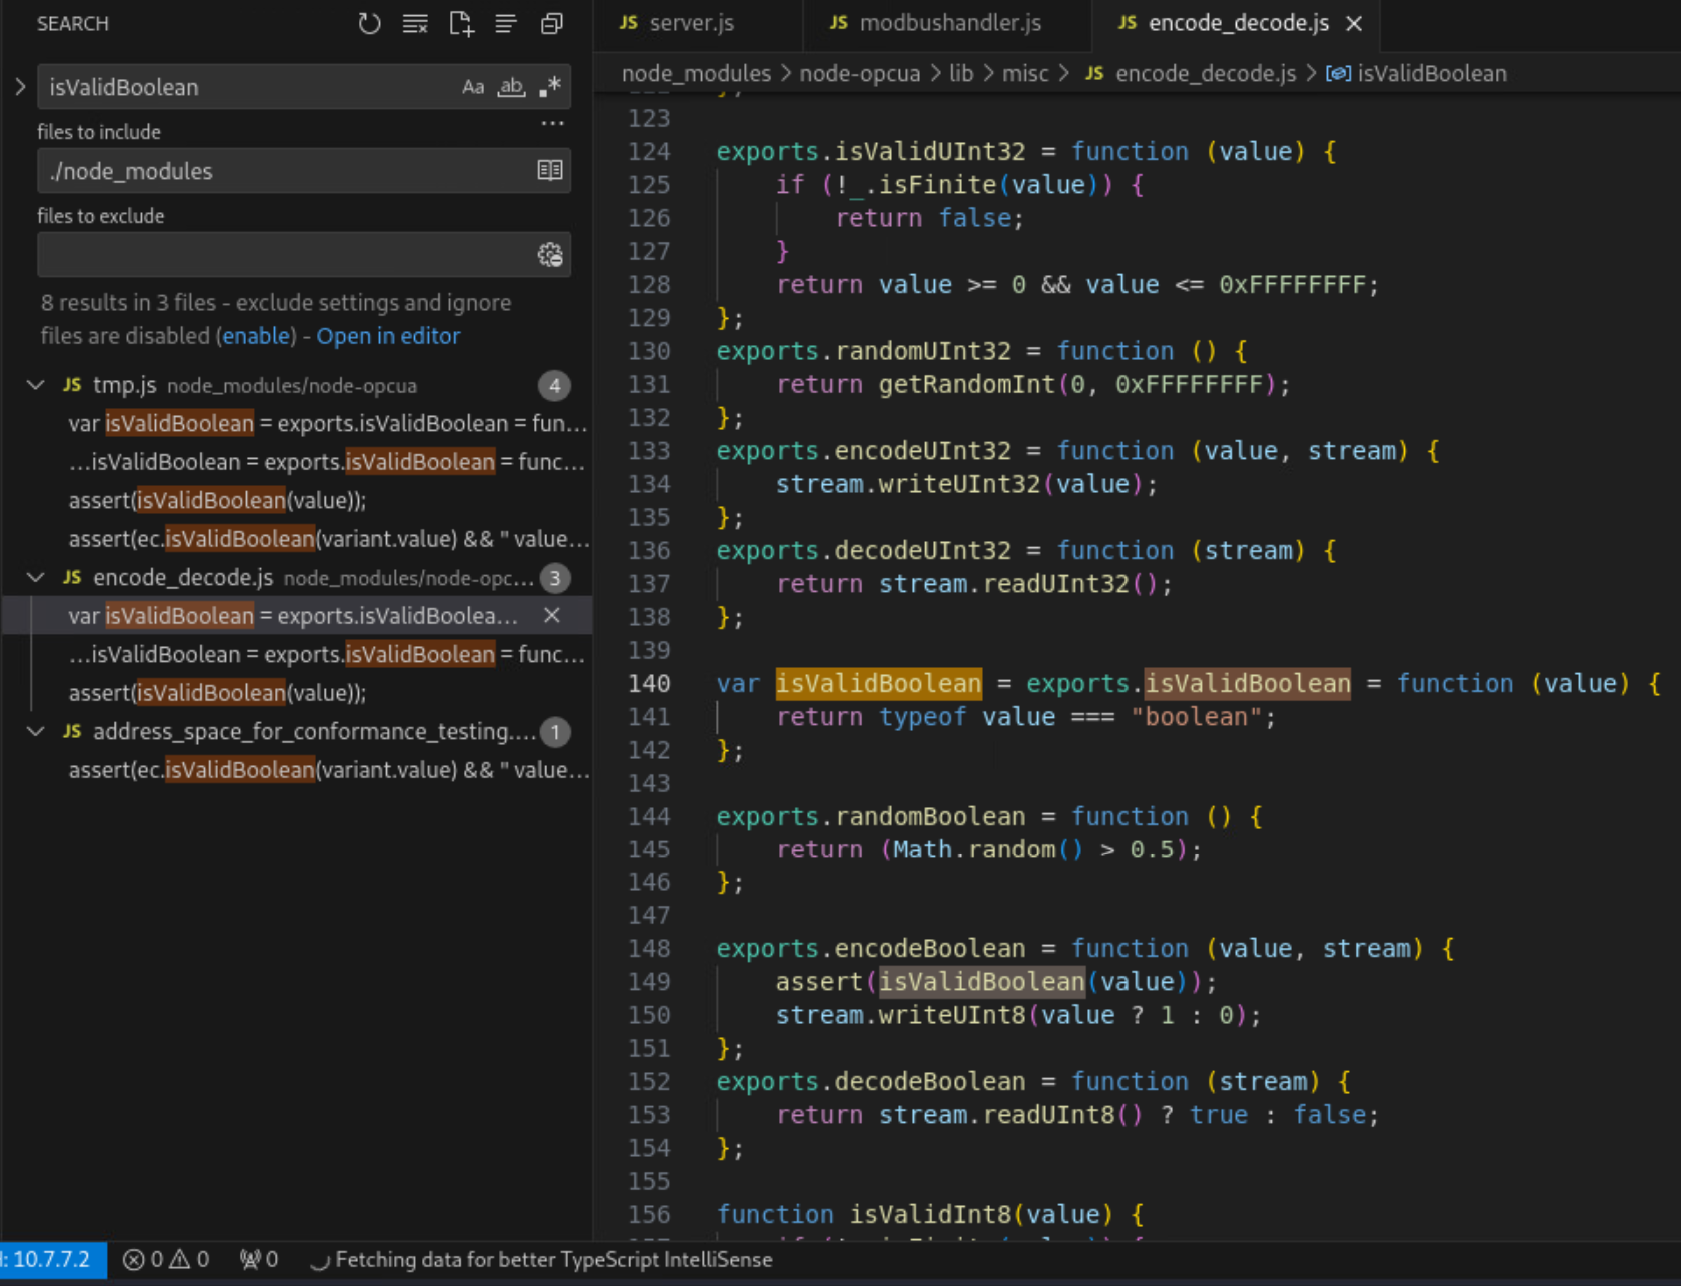 SEARCH
isValidBoolean Aa ab .*
files to include ...
./node_modules
files to exclude
8 results in 3 files - exclude settings and ignore
files are disabled (enable) - Open in editor
JS tmp.js node_modules/node-opcua 4
var isValidBoolean = exports.isValidBoolean = fun...
...isValidBoolean = exports.isValidBoolean = func...
assert(isValidBoolean(value));
assert(ec.isValidBoolean(variant.value) && " value...
JS encode_decode.js node_modules/node-opc... 3
var isValidBoolean = exports.isValidBoolea...
...isValidBoolean = exports.isValidBoolean = func...
assert(isValidBoolean(value));
JS address_space_for_conformance_testing.... 1
assert(ec.isValidBoolean(variant.value) && " value...
JS server.js JS modbushandler.js JS encode_decode.js
node_modules > node-opcua > lib > misc > JS encode_decode.js > isValidBoolean
123
124 exports.isValidUInt32 = function (value) {
125 if (!_.isFinite(value)) {
126 return false;
127 }
128 return value >= 0 && value <= 0xFFFFFFFF;
129 };
130 exports.randomUInt32 = function () {
131 return getRandomInt(0, 0xFFFFFFFF);
132 };
133 exports.encodeUInt32 = function (value, stream) {
134 stream.writeUInt32(value);
135 };
136 exports.decodeUInt32 = function (stream) {
137 return stream.readUInt32();
138 };
139
140 var isValidBoolean = exports.isValidBoolean = function (value) {
141 return typeof value === "boolean";
142 };
143
144 exports.randomBoolean = function () {
145 return (Math.random() > 0.5);
146 };
147
148 exports.encodeBoolean = function (value, stream) {
149 assert(isValidBoolean(value));
150 stream.writeUInt8(value ? 1 : 0);
151 };
152 exports.decodeBoolean = function (stream) {
153 return stream.readUInt8() ? true : false;
154 };
155
156 function isValidInt8(value) {
: 10.7.7.2 0 0 0 Fetching data for better TypeScript IntelliSense